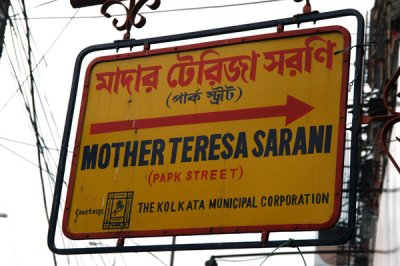 মাদার টেরিজা সরণি
(পার্ক স্ট্রীট)
MOTHER TERESA SARANI
(PAPK STREET)
Courtesy:
THE KOLKATA MUNICIPAL CORPORATION